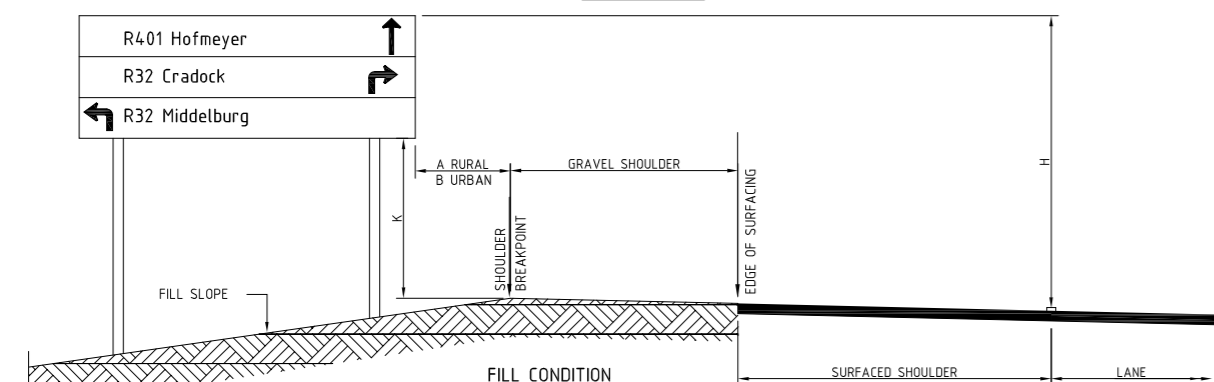 R401 Hofmeyer
R32 Cradock
R32 Middelburg
A RURAL
B URBAN
GRAVEL SHOULDER
K
H
SHOULDER
BREAKPOINT
EDGE OF SURFACING
FILL SLOPE
FILL CONDITION
SURFACED SHOULDER
LANE